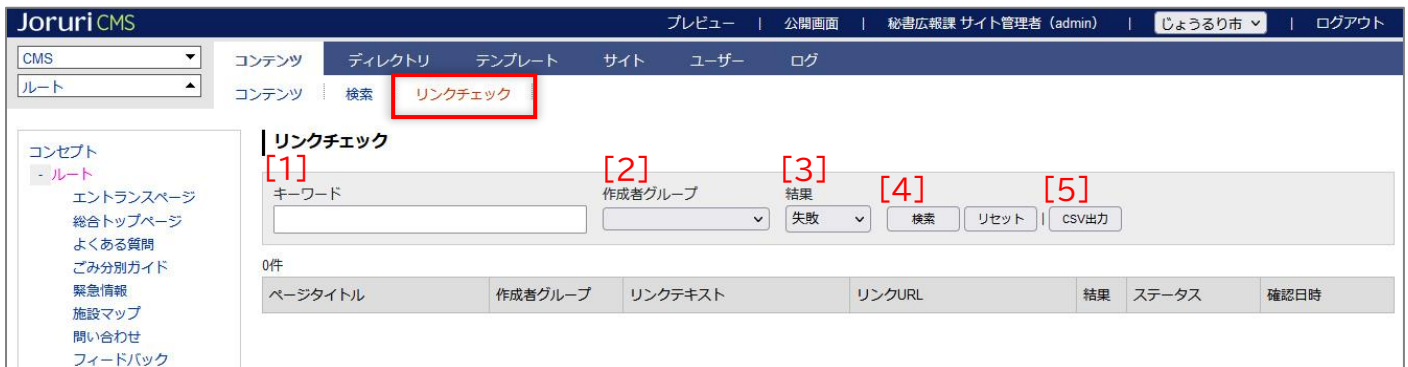 Joruri CMS プレビュー | 公開画面 | 秘書広報課 サイト管理者（admin） | じょうるり市 | ログアウト
CMS コンテンツ ディレクトリ テンプレート サイト ユーザー ログ
ルート コンテンツ 検索 リンクチェック
コンセプト
- ルート
エントランスページ
総合トップページ
よくある質問
ごみ分別ガイド
緊急情報
施設マップ
問い合わせ
フィードバック
リンクチェック
[1] [2] [3] [4] [5]
キーワード 作成者グループ 結果
失敗 検索 リセット | CSV出力
0件
ページタイトル 作成者グループ リンクテキスト リンクURL 結果 ステータス 確認日時